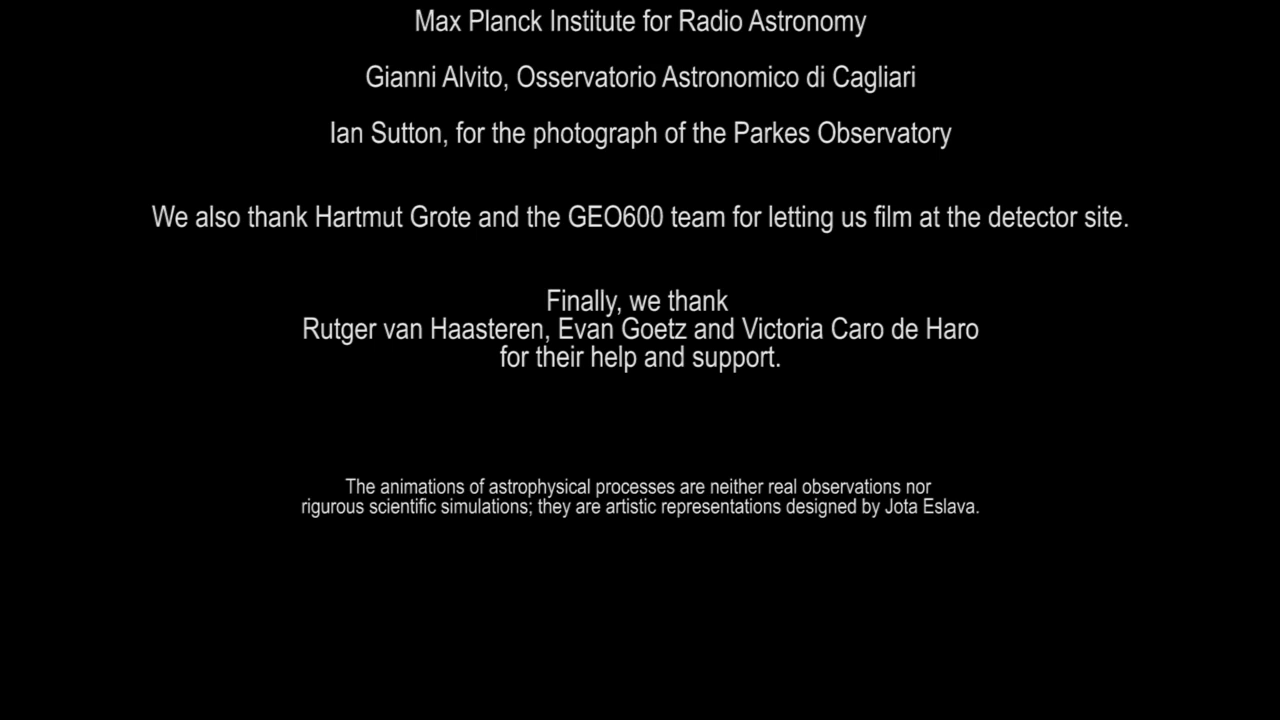 Max Planck Institute for Radio Astronomy
Gianni Alvito, Osservatorio Astronomico di Cagliari
Ian Sutton, for the photograph of the Parkes Observatory
We also thank Hartmut Grote and the GEO600 team for letting us film at the detector site.
Finally, we thank
Rutger van Haasteren, Evan Goetz and Victoria Caro de Haro
for their help and support.
The animations of astrophysical processes are neither real observations nor
rigurous scientific simulations; they are artistic representations designed by Jota Eslava.